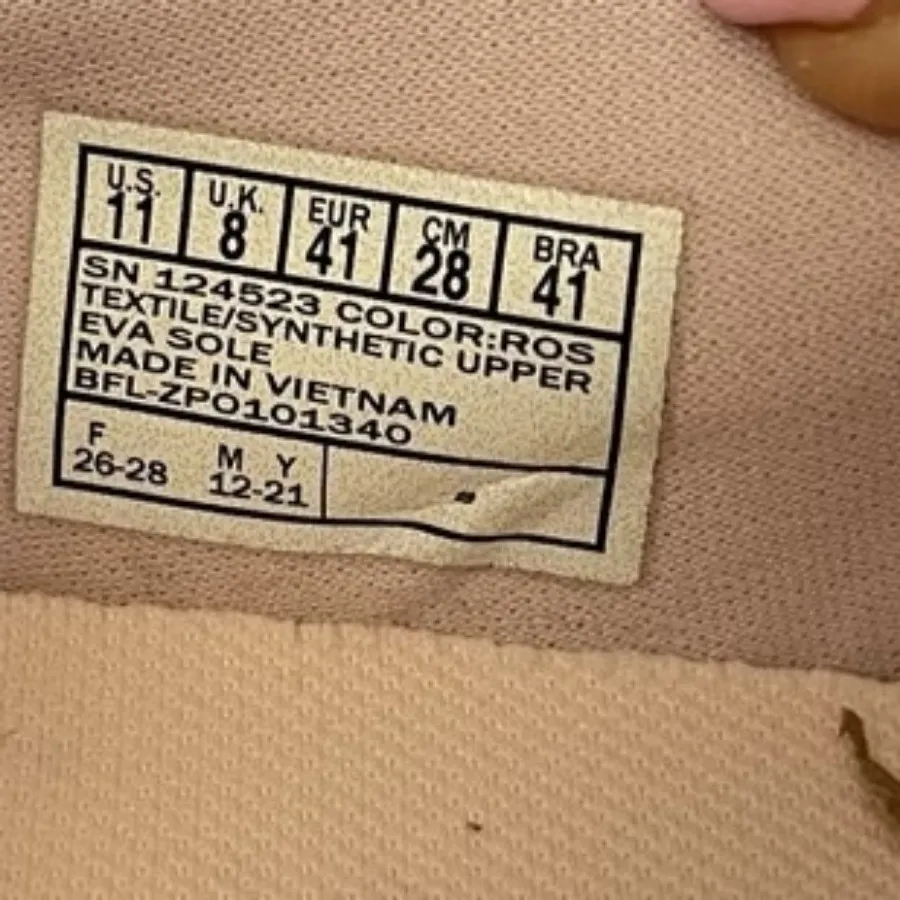 U.S. U.K. EUR CM BRA
11 8 41 28 41
SN 124523 COLOR:ROS
TEXTILE/SYNTHETIC UPPER
EVA SOLE
MADE IN VIETNAM
BFL-ZPO101340
F M Y
26-28 12-21